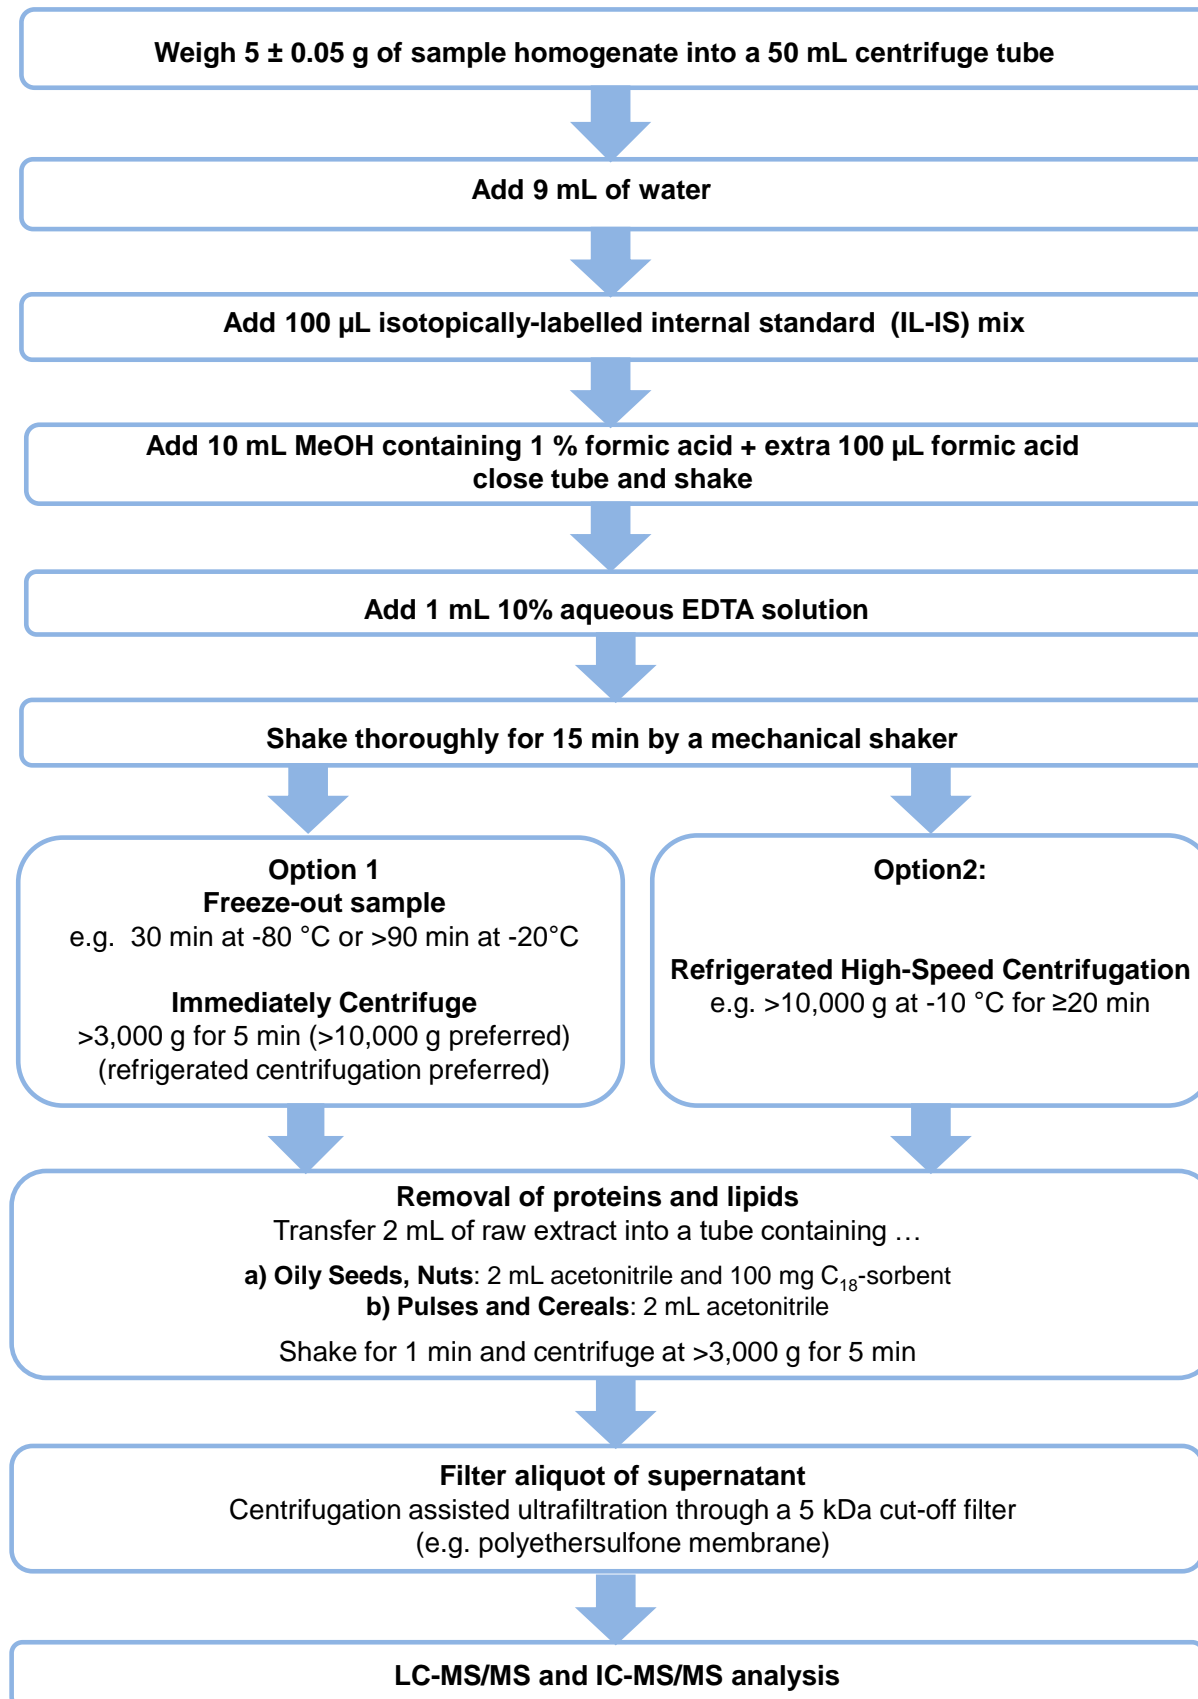 Weigh 5 ± 0.05 g of sample homogenate into a 50 mL centrifuge tube
Add 9 mL of water
Add 100 µL isotopically-labelled internal standard  (IL-IS) mix
Add 10 mL MeOH containing 1 % formic acid + extra 100 µL formic acid
close tube and shake
Add 1 mL 10% aqueous EDTA solution
Shake thoroughly for 15 min by a mechanical shaker
Option 1
Freeze-out sample
e.g.  30 min at -80 °C or >90 min at -20°C
Immediately Centrifuge
>3,000 g for 5 min (>10,000 g preferred)
(refrigerated centrifugation preferred)
Option2:
Refrigerated High-Speed Centrifugation
e.g. >10,000 g at -10 °C for ≥20 min
Removal of proteins and lipids
Transfer 2 mL of raw extract into a tube containing …
a) Oily Seeds, Nuts: 2 mL acetonitrile and 100 mg C18-sorbent
b) Pulses and Cereals: 2 mL acetonitrile
Shake for 1 min and centrifuge at >3,000 g for 5 min
Filter aliquot of supernatant
Centrifugation assisted ultrafiltration through a 5 kDa cut-off filter
(e.g. polyethersulfone membrane)
LC-MS/MS and IC-MS/MS analysis